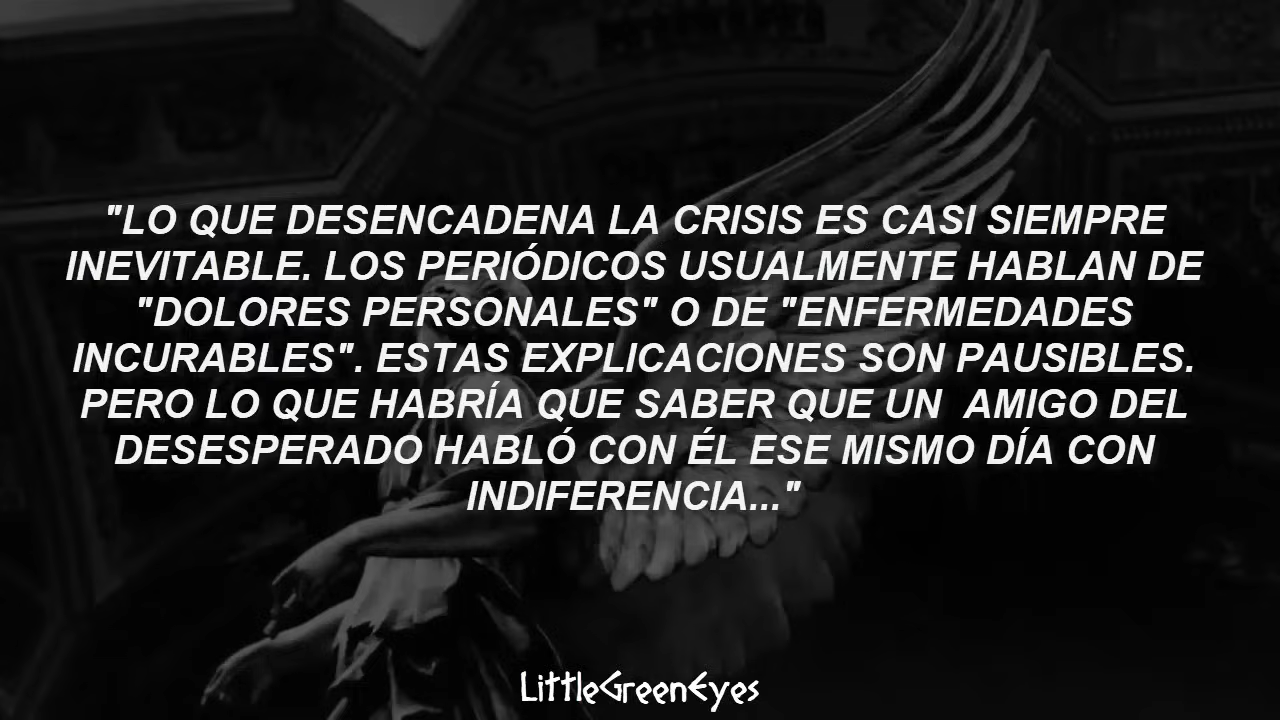 "LO QUE DESENCADENA LA CRISIS ES CASI SIEMPRE
INEVITABLE. LOS PERIÓDICOS USUALMENTE HABLAN DE
"DOLORES PERSONALES" O DE "ENFERMEDADES
INCURABLES". ESTAS EXPLICACIONES SON PAUSIBLES.
PERO LO QUE HABRÍA QUE SABER QUE UN  AMIGO DEL
DESESPERADO HABLÓ CON ÉL ESE MISMO DÍA CON
INDIFERENCIA..."
LittleGreenEyes